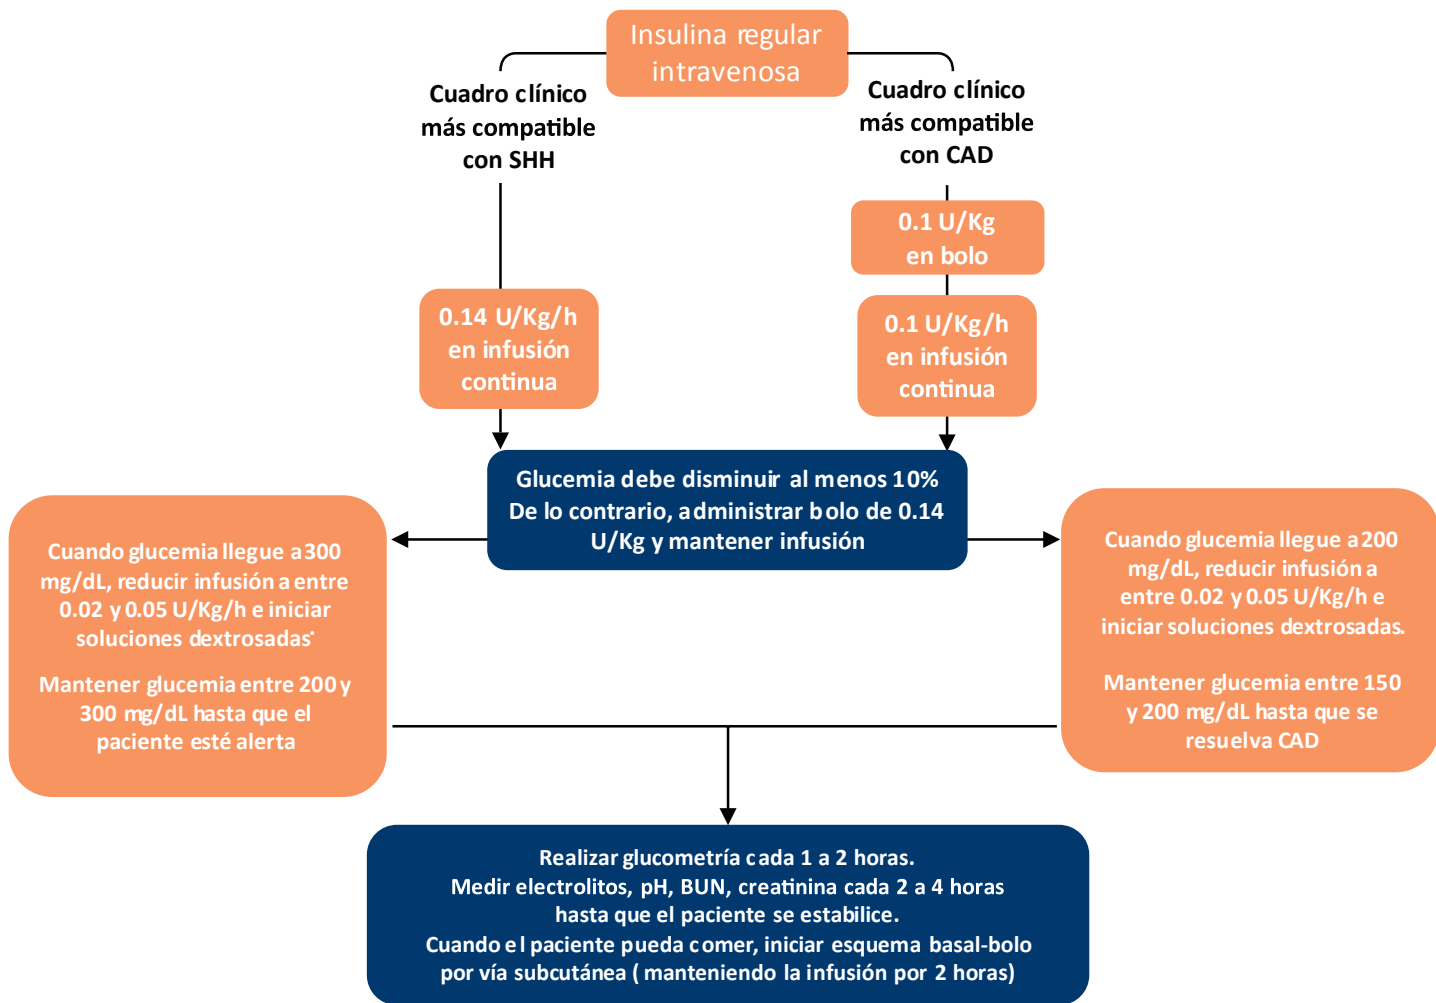 Insulina regular
intravenosa
Cuadro clínico
más compatible
con SHH
Cuadro clínico
más compatible
con CAD
0.1 U/Kg
en bolo
0.14 U/Kg/h
en infusión
continua
0.1 U/Kg/h
en infusión
continua
Glucemia debe disminuir al menos 10%
De lo contrario, administrar bolo de 0.14
U/Kg y mantener infusión
Cuando glucemia llegue a 300
mg/dL, reducir infusión a entre
0.02 y 0.05 U/Kg/h e iniciar
soluciones dextrosadas*
Mantener glucemia entre 200 y
300 mg/dL hasta que el
paciente esté alerta
Cuando glucemia llegue a 200
mg/dL, reducir infusión a
entre 0.02 y 0.05 U/Kg/h e
iniciar soluciones dextrosadas.
Mantener glucemia entre 150
y 200 mg/dL hasta que se
resuelva CAD
Realizar glucometría cada 1 a 2 horas.
Medir electrolitos, pH, BUN, creatinina cada 2 a 4 horas
hasta que el paciente se estabilice.
Cuando el paciente pueda comer, iniciar esquema basal-bolo
por vía subcutánea ( manteniendo la infusión por 2 horas)